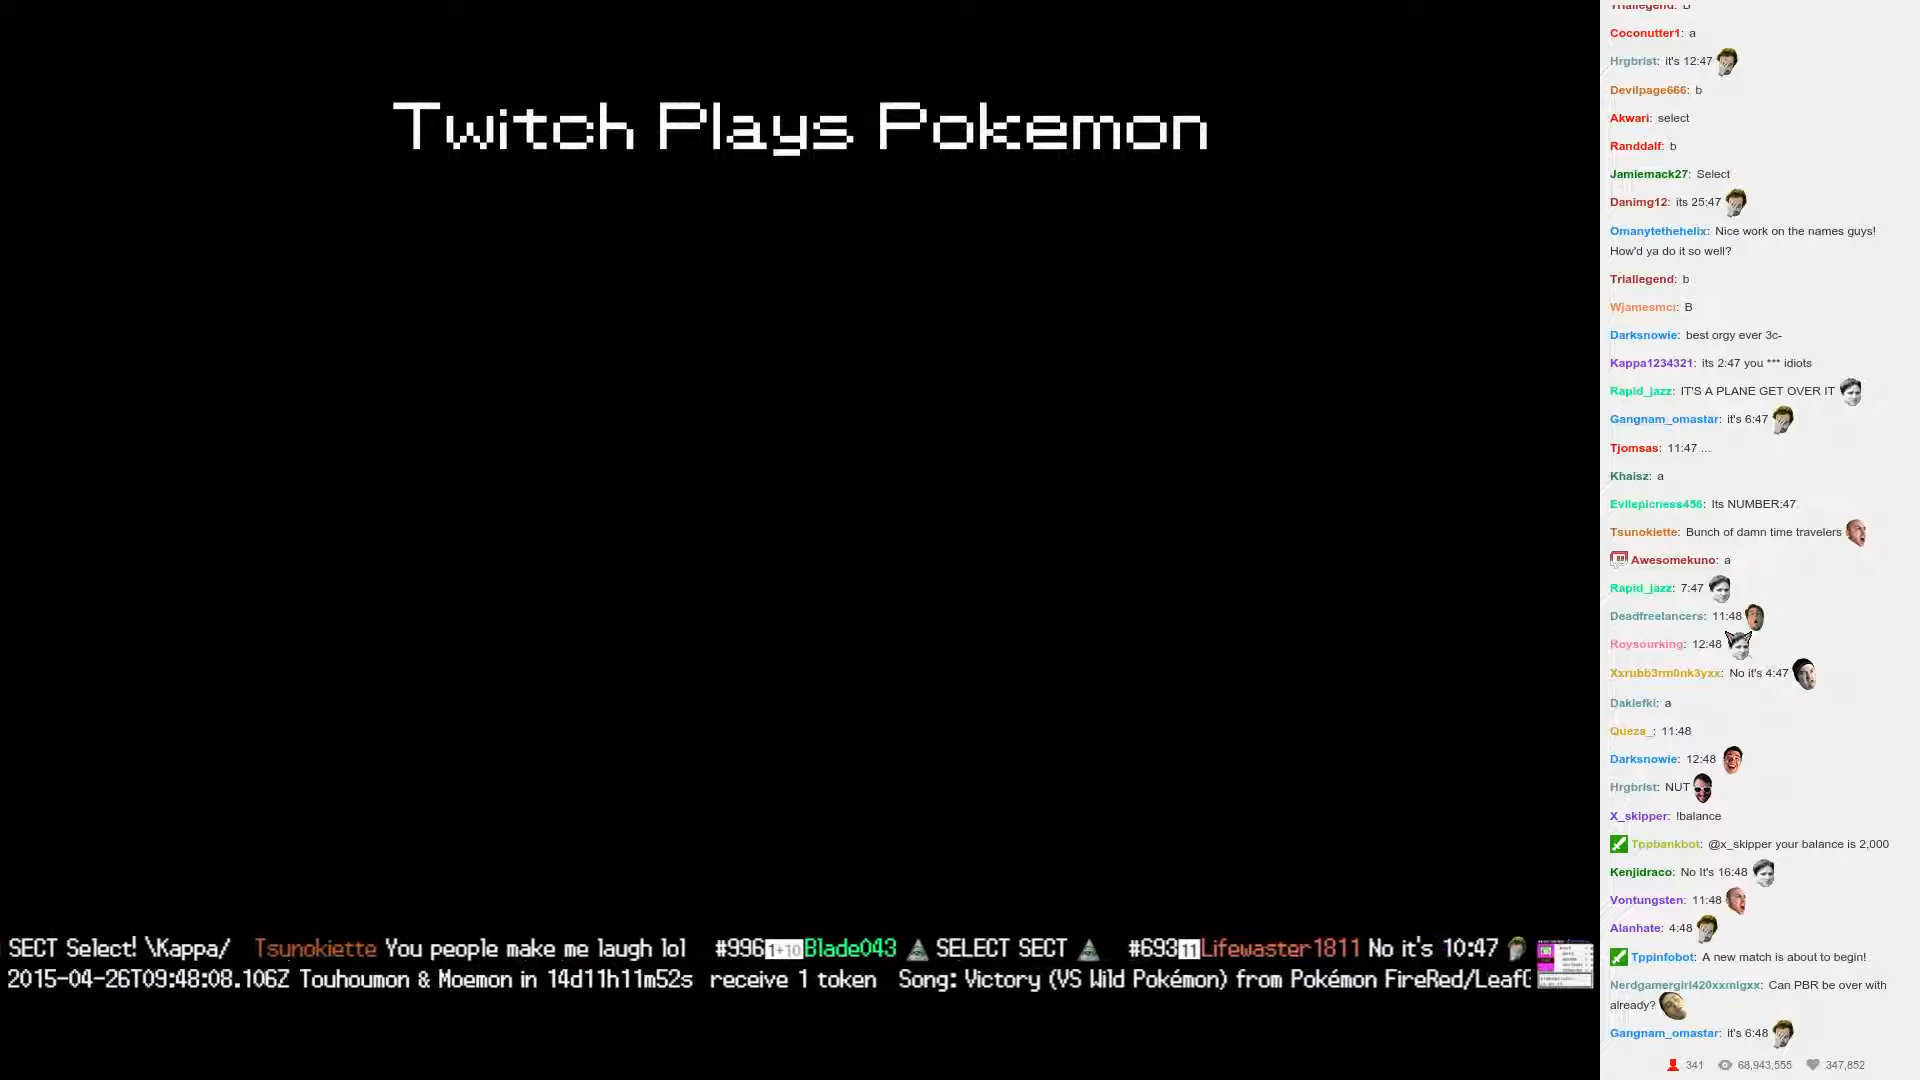 Twitch Plays Pokemon
SECT Select! \Kappa/ Tsunokiette You people make me laugh lol #996 1+10 Blade043 SELECT SECT #693 11 Lifewaster1811 No it's 10:47
2015-04-26T09:48:08.106Z Touhoumon & Moemon in 14d11h11m52s receive 1 token Song: Victory (VS Wild Pokémon) from Pokémon FireRed/Leaf
Triallegend: B
Coconutter1: a
Hrgbrist: it's 12:47
Devilpage666: b
Akwari: select
Randdalf: b
Jamiemack27: Select
Danimg12: its 25:47
Omanytethehelix: Nice work on the names guys!
How'd ya do it so well?
Triallegend: b
Wjamesmci: B
Darksnowie: best orgy ever 3c-
Kappa1234321: its 2:47 you *** idiots
Rapid_jazz: IT'S A PLANE GET OVER IT
Gangnam_omastar: it's 6:47
Tjomsas: 11:47 ...
Khaisz: a
Evilepicness456: Its NUMBER:47
Tsunokiette: Bunch of damn time travelers
Awesomekuno: a
Rapid_jazz: 7:47
Deadfreelancers: 11:48
Roysourking: 12:48
Xxrubb3rm0nk3yxx: No it's 4:47
Daklefki: a
Queza_: 11:48
Darksnowie: 12:48
Hrgbrist: NUT
X_skipper: !balance
Tppbankbot: @x_skipper your balance is 2,000
Kenjidraco: No It's 16:48
Vontungsten: 11:48
Alanhate: 4:48
Tppinfobot: A new match is about to begin!
Nerdgamergirl420xxmlgxx: Can PBR be over with
already?
Gangnam_omastar: it's 6:48
341 68,943,555 347,852